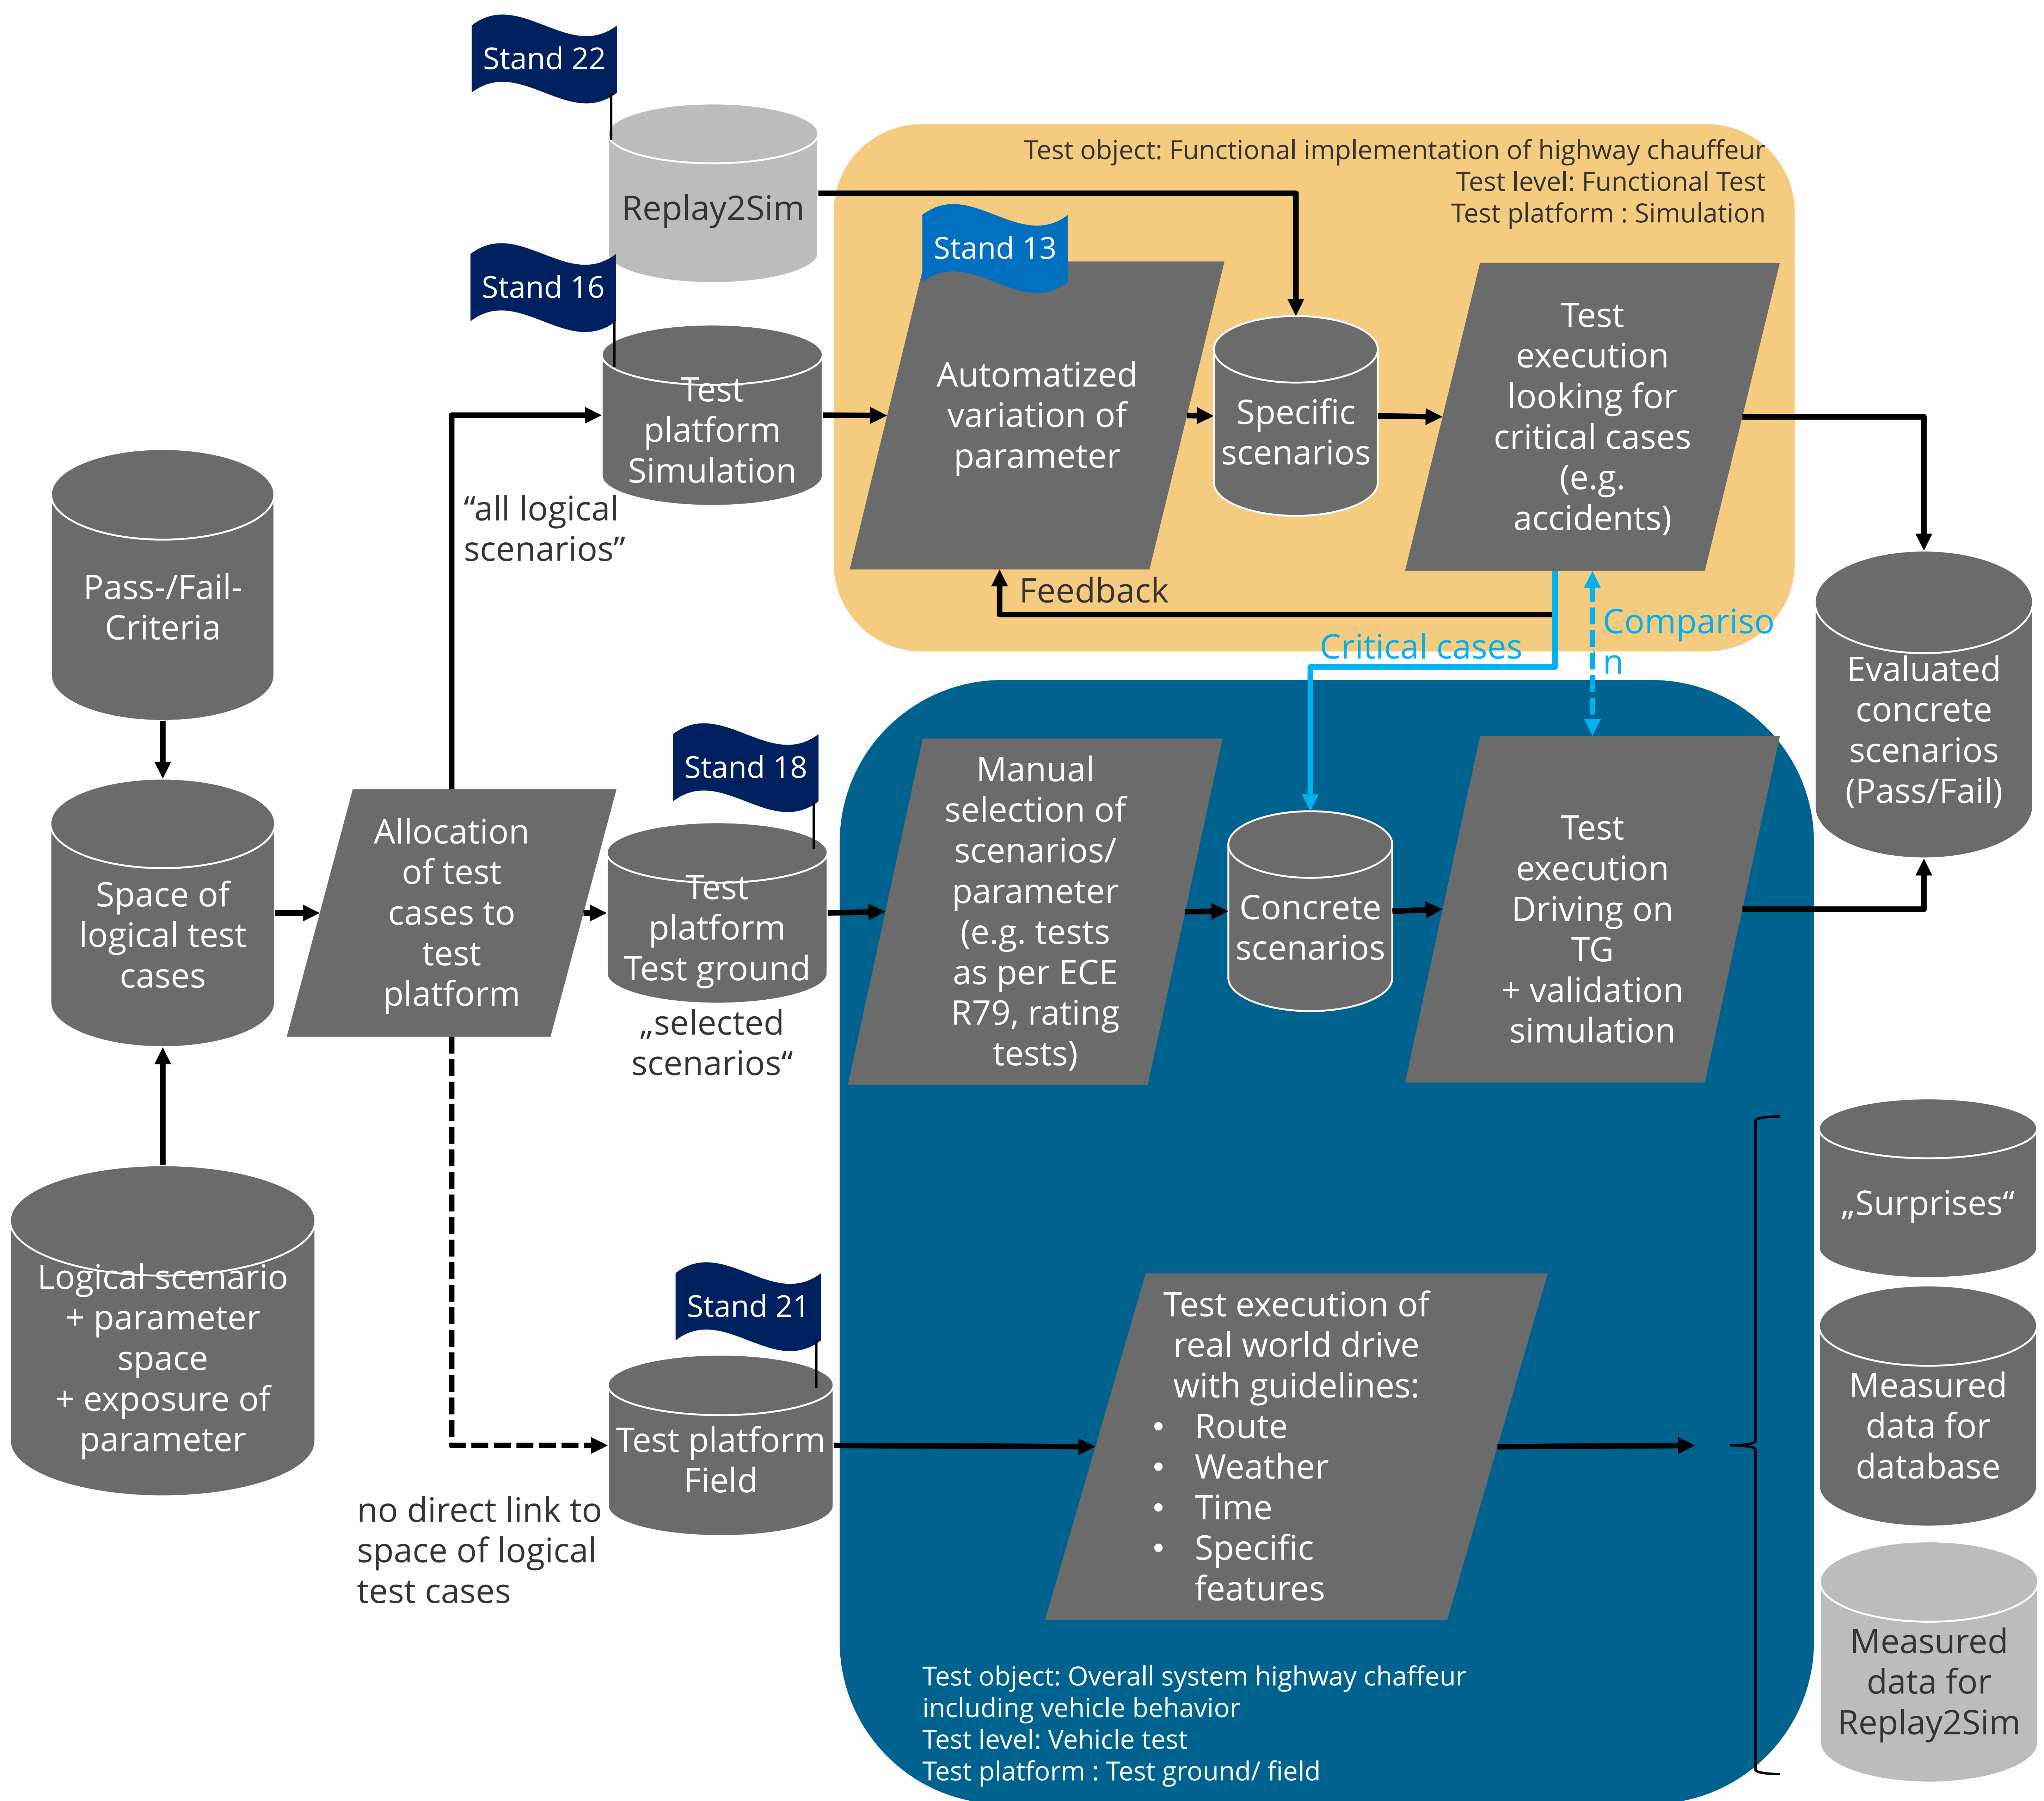 Stand 22
Replay2Sim
Test object: Functional implementation of highway chauffeur
Test level: Functional Test
Test platform : Simulation
Stand 13
Stand 16
Test
platform
Simulation
Automatized
variation of
parameter
Specific
scenarios
Test
execution
looking for
critical cases
(e.g.
accidents)
“all logical
scenarios”
Feedback
Critical cases
Compariso
n
Pass-/Fail-
Criteria
Evaluated
concrete
scenarios
(Pass/Fail)
Stand 18
Space of
logical test
cases
Allocation
of test
cases to
test
platform
Test
platform
Test ground
„selected
scenarios“
Manual
selection of
scenarios/
parameter
(e.g. tests
as per ECE
R79, rating
tests)
Concrete
scenarios
Test
execution
Driving on
TG
+ validation
simulation
Logical scenario
+ parameter
space
+ exposure of
parameter
Stand 21
Test platform
Field
no direct link to
space of logical
test cases
Test execution of
real world drive
with guidelines:
• Route
• Weather
• Time
• Specific
features
„Surprises“
Measured
data for
database
Measured
data for
Replay2Sim
Test object: Overall system highway chaffeur
including vehicle behavior
Test level: Vehicle test
Test platform : Test ground/ field